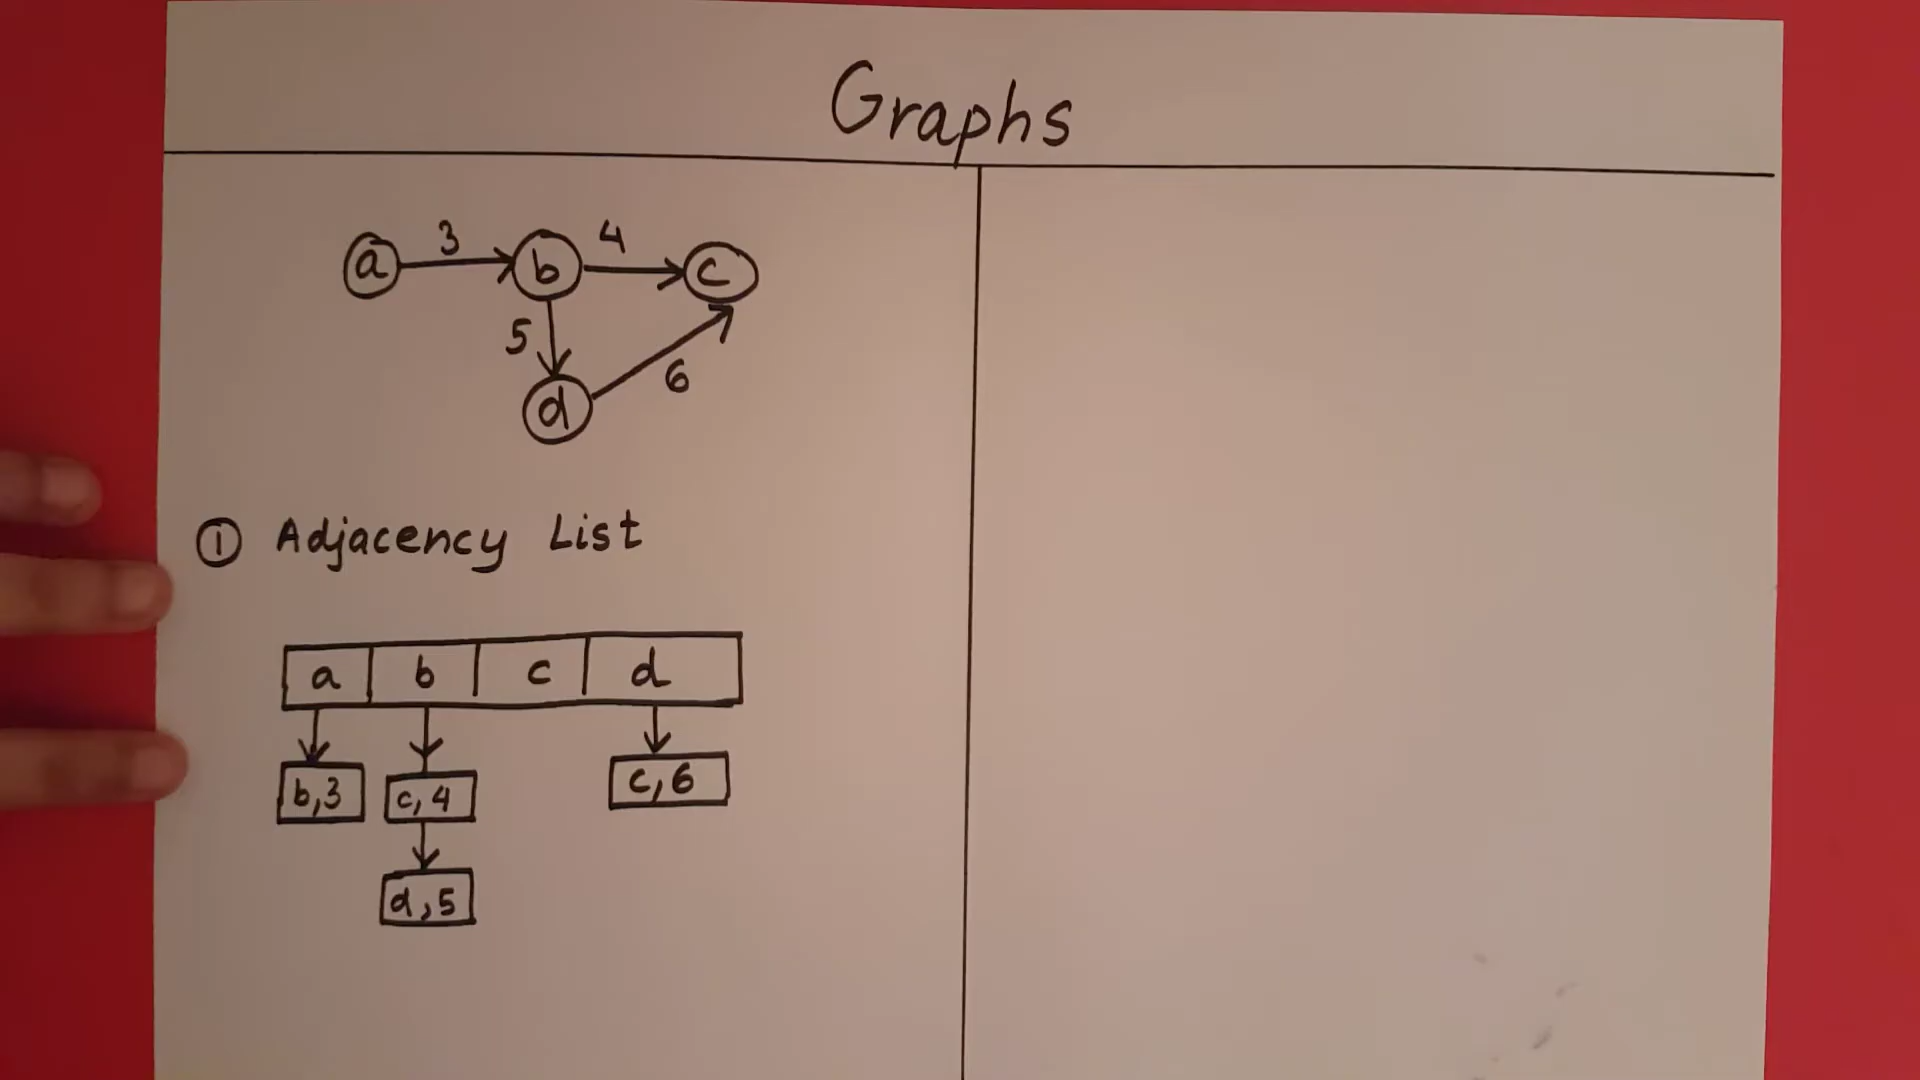 Graphs
a 3 b 4 c
5
6
d
① Adjacency List
a b c d
b,3 c,4 c,6
d,5